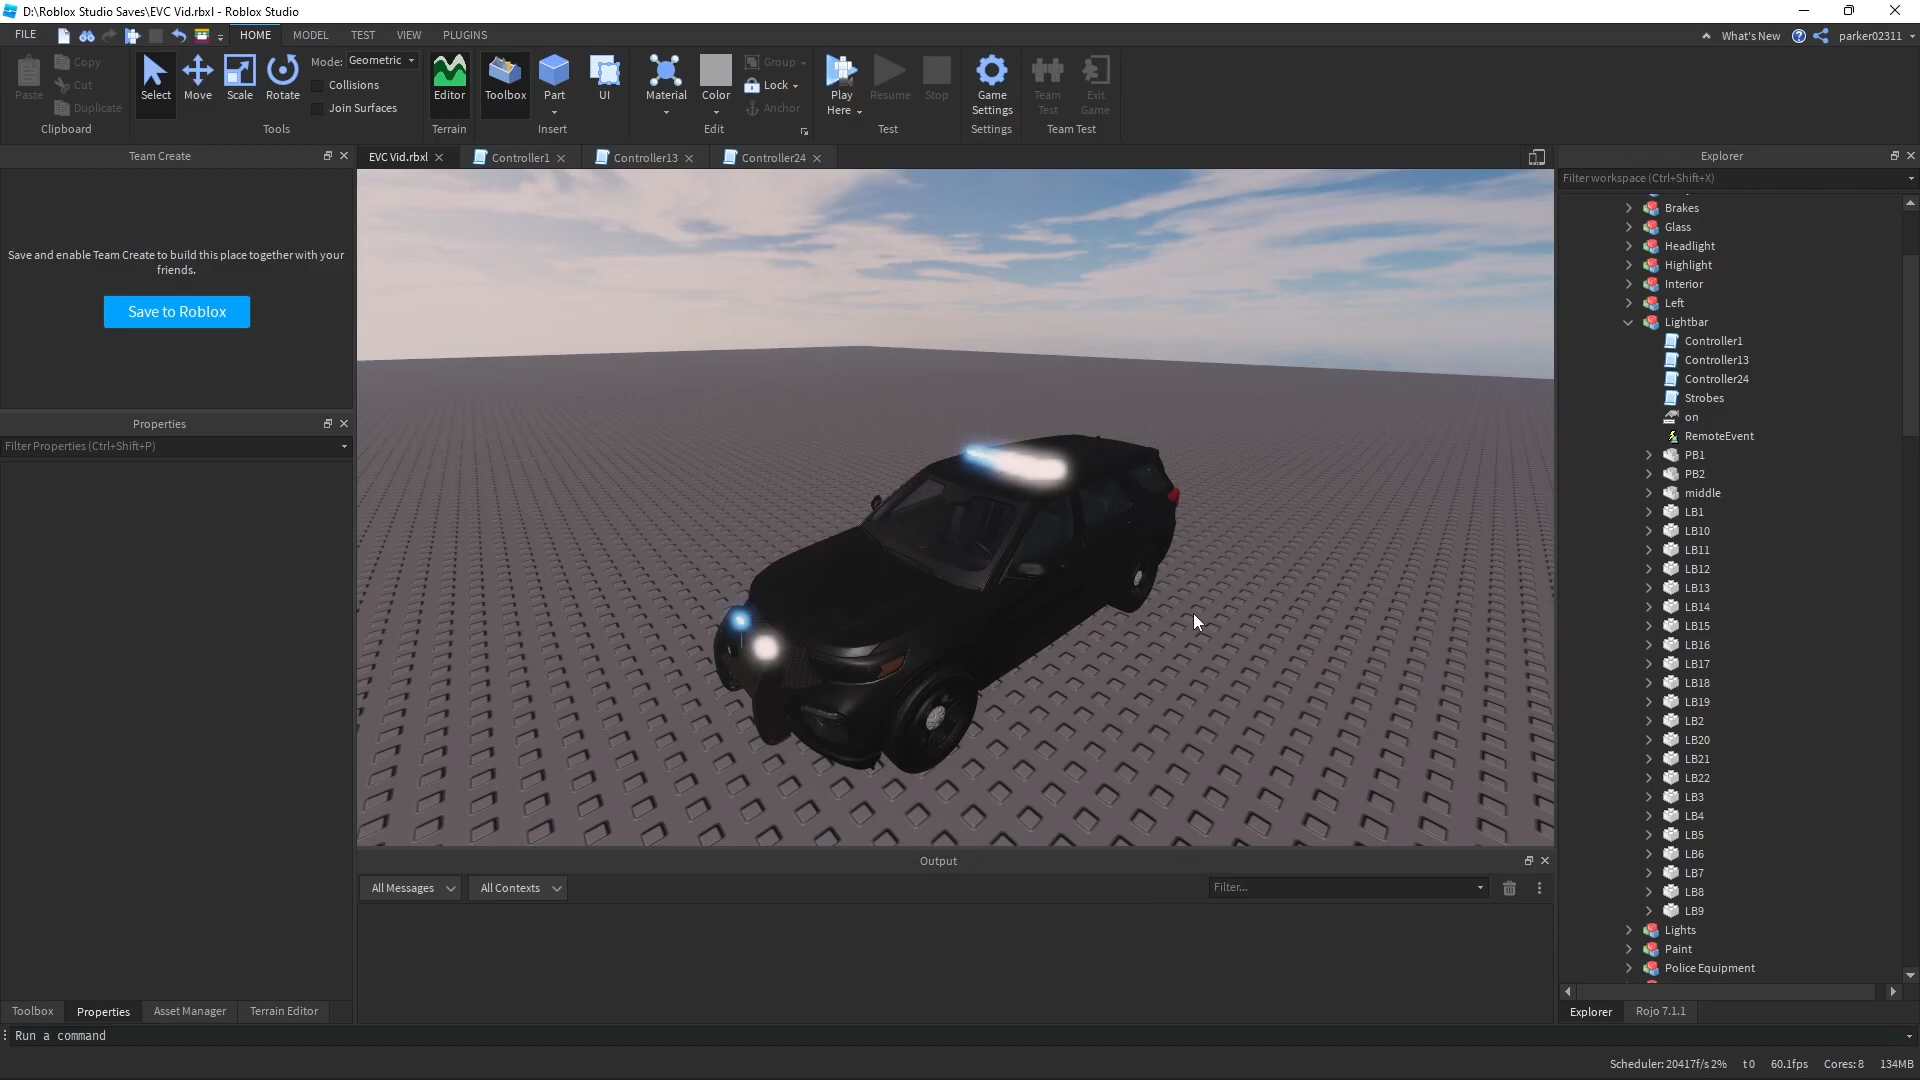 D:\Roblox Studio Saves\EVC Vid.rbxl - Roblox Studio
FILE
HOME
MODEL
TEST
VIEW
PLUGINS
What's New
parker02311
Paste
Copy
Cut
Duplicate
Clipboard
Select
Move
Scale
Rotate
Mode:
Geometric
Collisions
Join Surfaces
Tools
Editor
Terrain
Toolbox
Part
UI
Insert
Material
Color
Group
Lock
Anchor
Edit
Play
Here
Resume
Stop
Test
Game
Settings
Settings
Team
Test
Exit
Game
Team Test
Team Create
Save and enable Team Create to build this place together with your
friends.
Save to Roblox
Properties
Filter Properties (Ctrl+Shift+P)
Toolbox
Properties
Asset Manager
Terrain Editor
EVC Vid.rbxl
Controller1
Controller13
Controller24
Output
All Messages
All Contexts
Filter...
Explorer
Filter workspace (Ctrl+Shift+X)
Brakes
Glass
Headlight
Highlight
Interior
Left
Lightbar
Controller1
Controller13
Controller24
Strobes
on
RemoteEvent
PB1
PB2
middle
LB1
LB10
LB11
LB12
LB13
LB14
LB15
LB16
LB17
LB18
LB19
LB2
LB20
LB21
LB22
LB3
LB4
LB5
LB6
LB7
LB8
LB9
Lights
Paint
Police Equipment
Explorer
Rojo 7.1.1
Run a command
Scheduler: 20417f/s 2%
t 0
60.1fps
Cores: 8
134MB